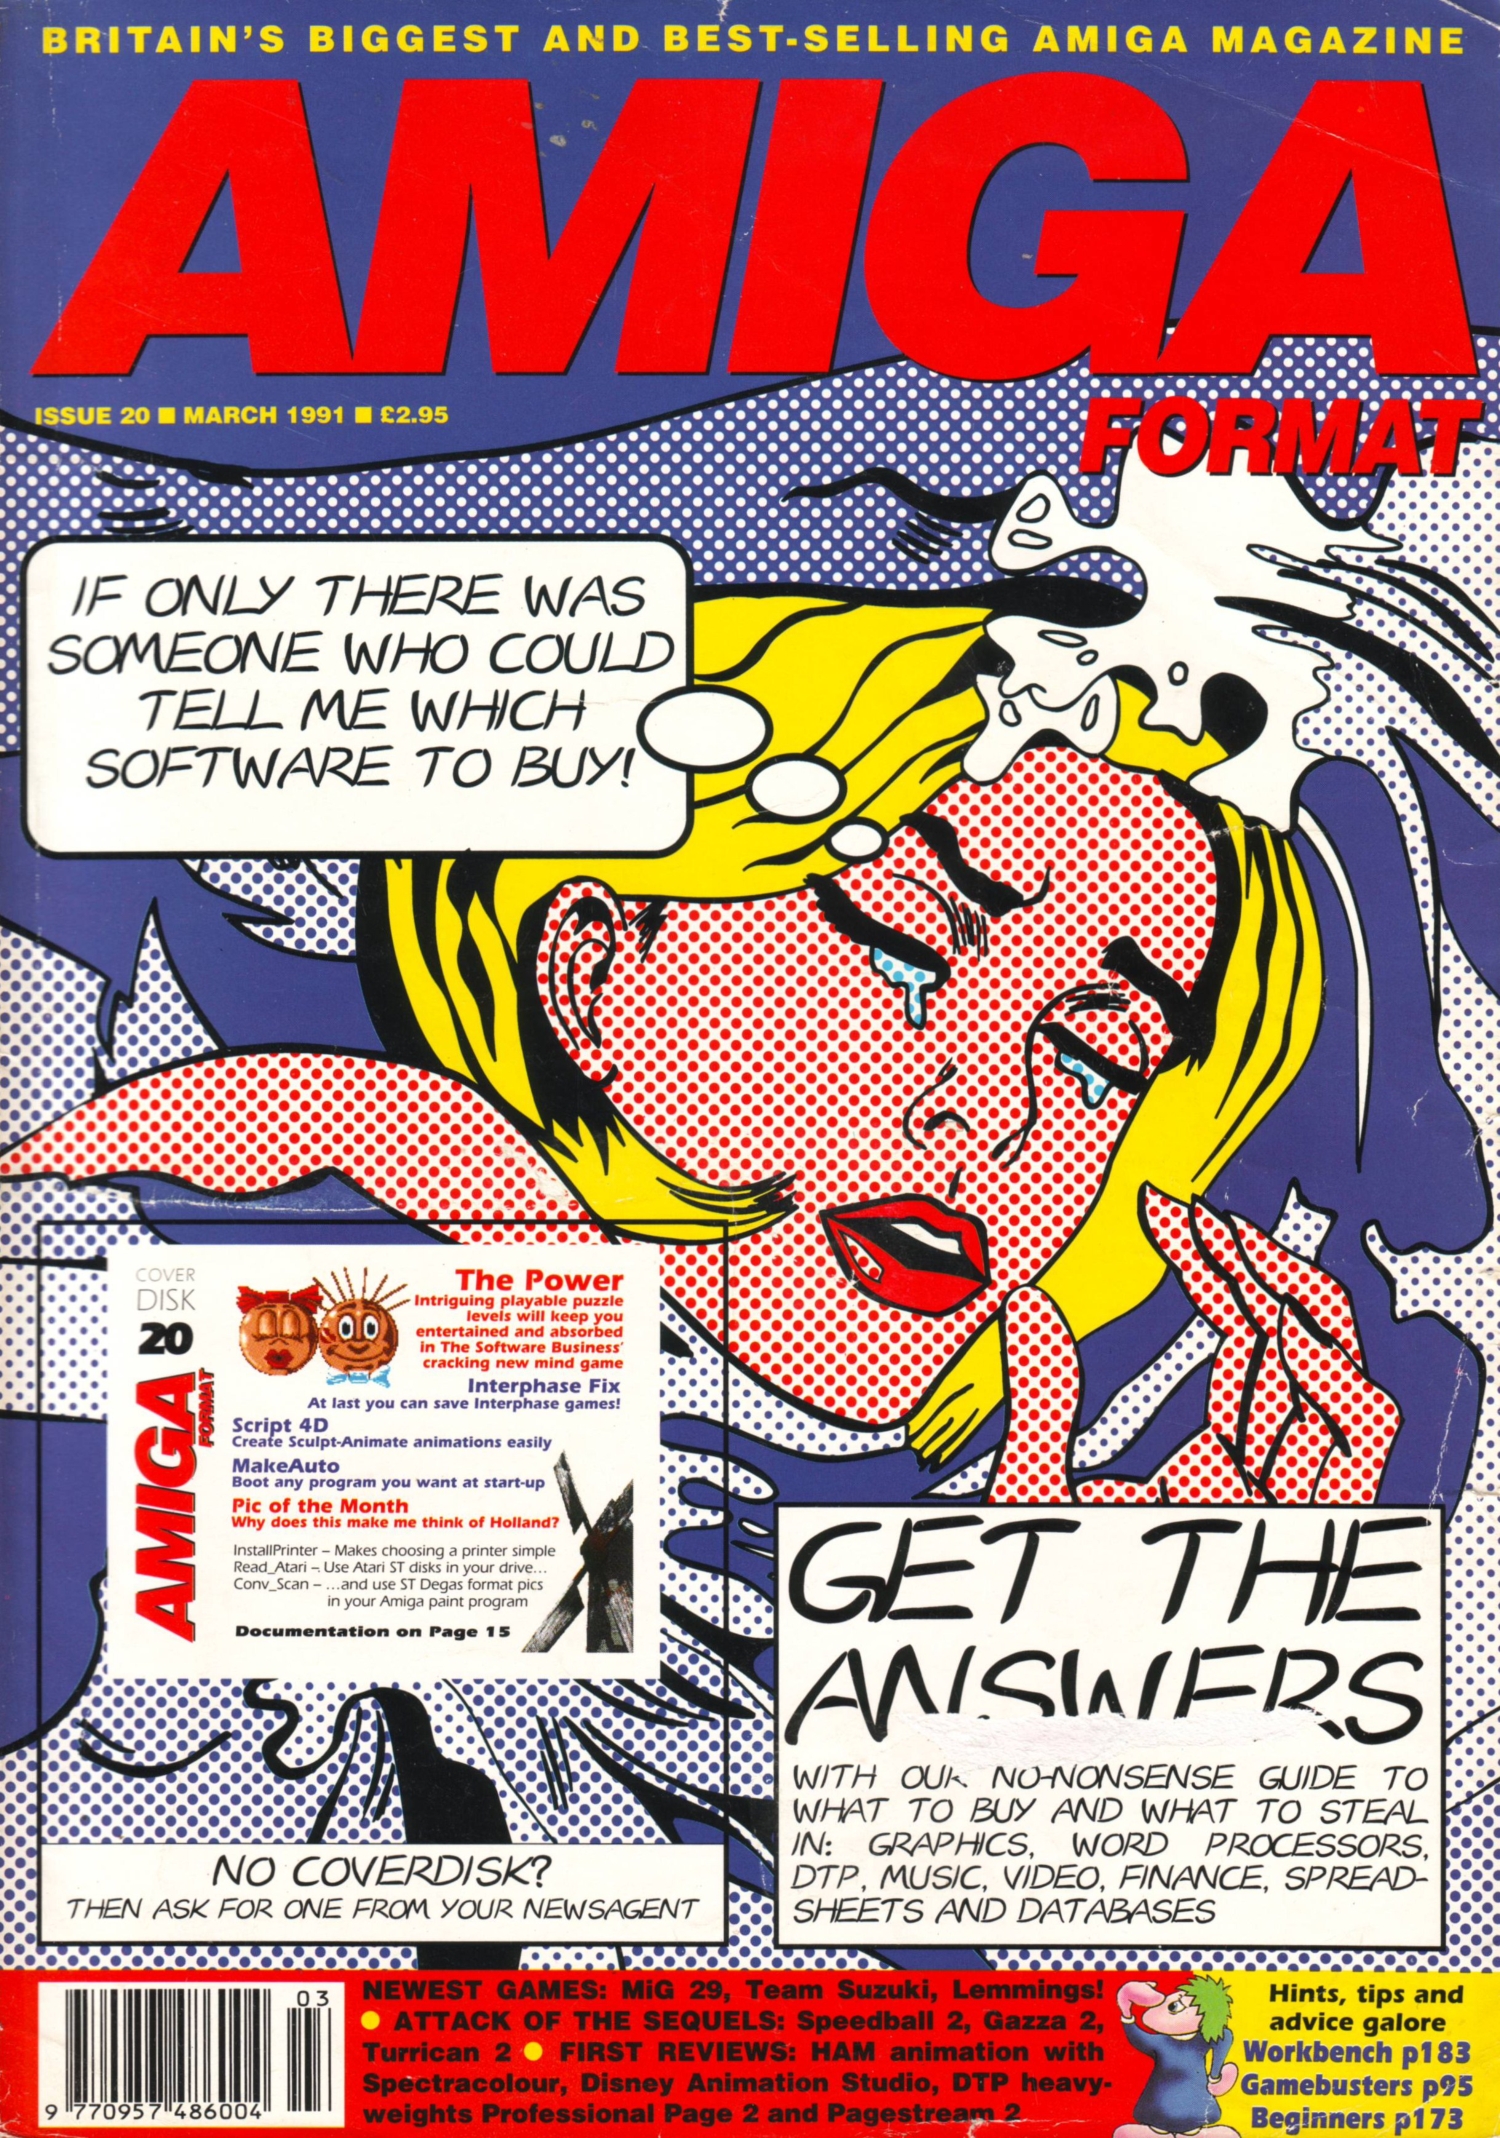 BRITAIN'S BIGGEST AND BEST-SELLING AMIGA MAGAZINE
AMIGA
FORMAT
ISSUE 20 ■ MARCH 1991 ■ £2.95
IF ONLY THERE WAS
SOMEONE WHO COULD
TELL ME WHICH
SOFTWARE TO BUY!
COVER
DISK
20
AMIGA
FORMAT
The Power
Intriguing playable puzzle
levels will keep you
entertained and absorbed
in The Software Business'
cracking new mind game
Interphase Fix
At last you can save Interphase games!
Script 4D
Create Sculpt-Animate animations easily
MakeAuto
Boot any program you want at start-up
Pic of the Month
Why does this make me think of Holland?
InstallPrinter – Makes choosing a printer simple
Read_Atari – Use Atari ST disks in your drive...
Conv_Scan – ...and use ST Degas format pics
in your Amiga paint program
Documentation on Page 15
NO COVERDISK?
THEN ASK FOR ONE FROM YOUR NEWSAGENT
GET THE
ANSWERS
WITH OUR NO-NONSENSE GUIDE TO
WHAT TO BUY AND WHAT TO STEAL
IN: GRAPHICS, WORD PROCESSORS,
DTP, MUSIC, VIDEO, FINANCE, SPREAD-
SHEETS AND DATABASES
03
9 770957 486004
NEWEST GAMES: MiG 29, Team Suzuki, Lemmings!
● ATTACK OF THE SEQUELS: Speedball 2, Gazza 2,
Turrican 2 ● FIRST REVIEWS: HAM animation with
Spectracolour, Disney Animation Studio, DTP heavy-
weights Professional Page 2 and Pagestream 2
Hints, tips and
advice galore
Workbench p183
Gamebusters p95
Beginners p173